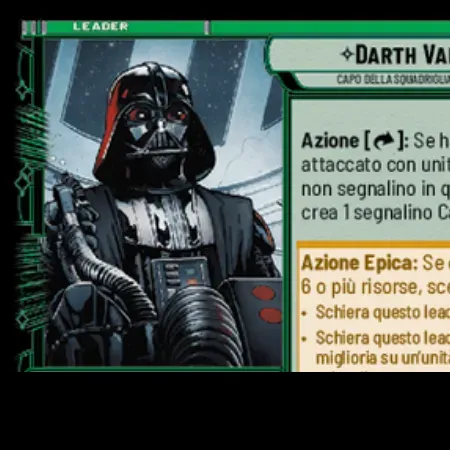 LEADER
DARTH VA
CAPO DELLA SQUADRIGLIA
Azione [ ]: Se h
attaccato con unit
non segnalino in q
crea 1 segnalino C
Azione Epica: Se
6 o più risorse, sce
• Schiera questo lead
• Schiera questo lead
miglioria su un'unit